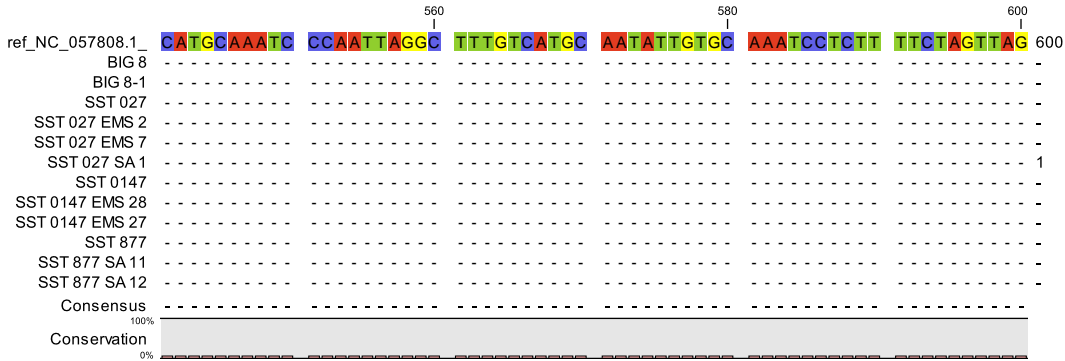 560 580 600
ref_NC_057808.1_ CATGCAAATC CCAATTAGGC TTTGTCATGC AATATTGTGC AAATCCTCTT TTCTAGTTAG 600
BIG 8 - - - - - - - - - - - - - - - - - - - - - - - - - - - - - - - - - - - - - - - - - - - - - - - - - - - - - - - - - - - - -
BIG 8-1 - - - - - - - - - - - - - - - - - - - - - - - - - - - - - - - - - - - - - - - - - - - - - - - - - - - - - - - - - - - - -
SST 027 - - - - - - - - - - - - - - - - - - - - - - - - - - - - - - - - - - - - - - - - - - - - - - - - - - - - - - - - - - - - -
SST 027 EMS 2 - - - - - - - - - - - - - - - - - - - - - - - - - - - - - - - - - - - - - - - - - - - - - - - - - - - - - - - - - - - - -
SST 027 EMS 7 - - - - - - - - - - - - - - - - - - - - - - - - - - - - - - - - - - - - - - - - - - - - - - - - - - - - - - - - - - - - -
SST 027 SA 1 - - - - - - - - - - - - - - - - - - - - - - - - - - - - - - - - - - - - - - - - - - - - - - - - - - - - - - - - - - - - 1
SST 0147 - - - - - - - - - - - - - - - - - - - - - - - - - - - - - - - - - - - - - - - - - - - - - - - - - - - - - - - - - - - - -
SST 0147 EMS 28 - - - - - - - - - - - - - - - - - - - - - - - - - - - - - - - - - - - - - - - - - - - - - - - - - - - - - - - - - - - - -
SST 0147 EMS 27 - - - - - - - - - - - - - - - - - - - - - - - - - - - - - - - - - - - - - - - - - - - - - - - - - - - - - - - - - - - - -
SST 877 - - - - - - - - - - - - - - - - - - - - - - - - - - - - - - - - - - - - - - - - - - - - - - - - - - - - - - - - - - - - -
SST 877 SA 11 - - - - - - - - - - - - - - - - - - - - - - - - - - - - - - - - - - - - - - - - - - - - - - - - - - - - - - - - - - - - -
SST 877 SA 12 - - - - - - - - - - - - - - - - - - - - - - - - - - - - - - - - - - - - - - - - - - - - - - - - - - - - - - - - - - - - -
Consensus - - - - - - - - - - - - - - - - - - - - - - - - - - - - - - - - - - - - - - - - - - - - - - - - - - - - - - - - - - - - -
100%
Conservation
0%